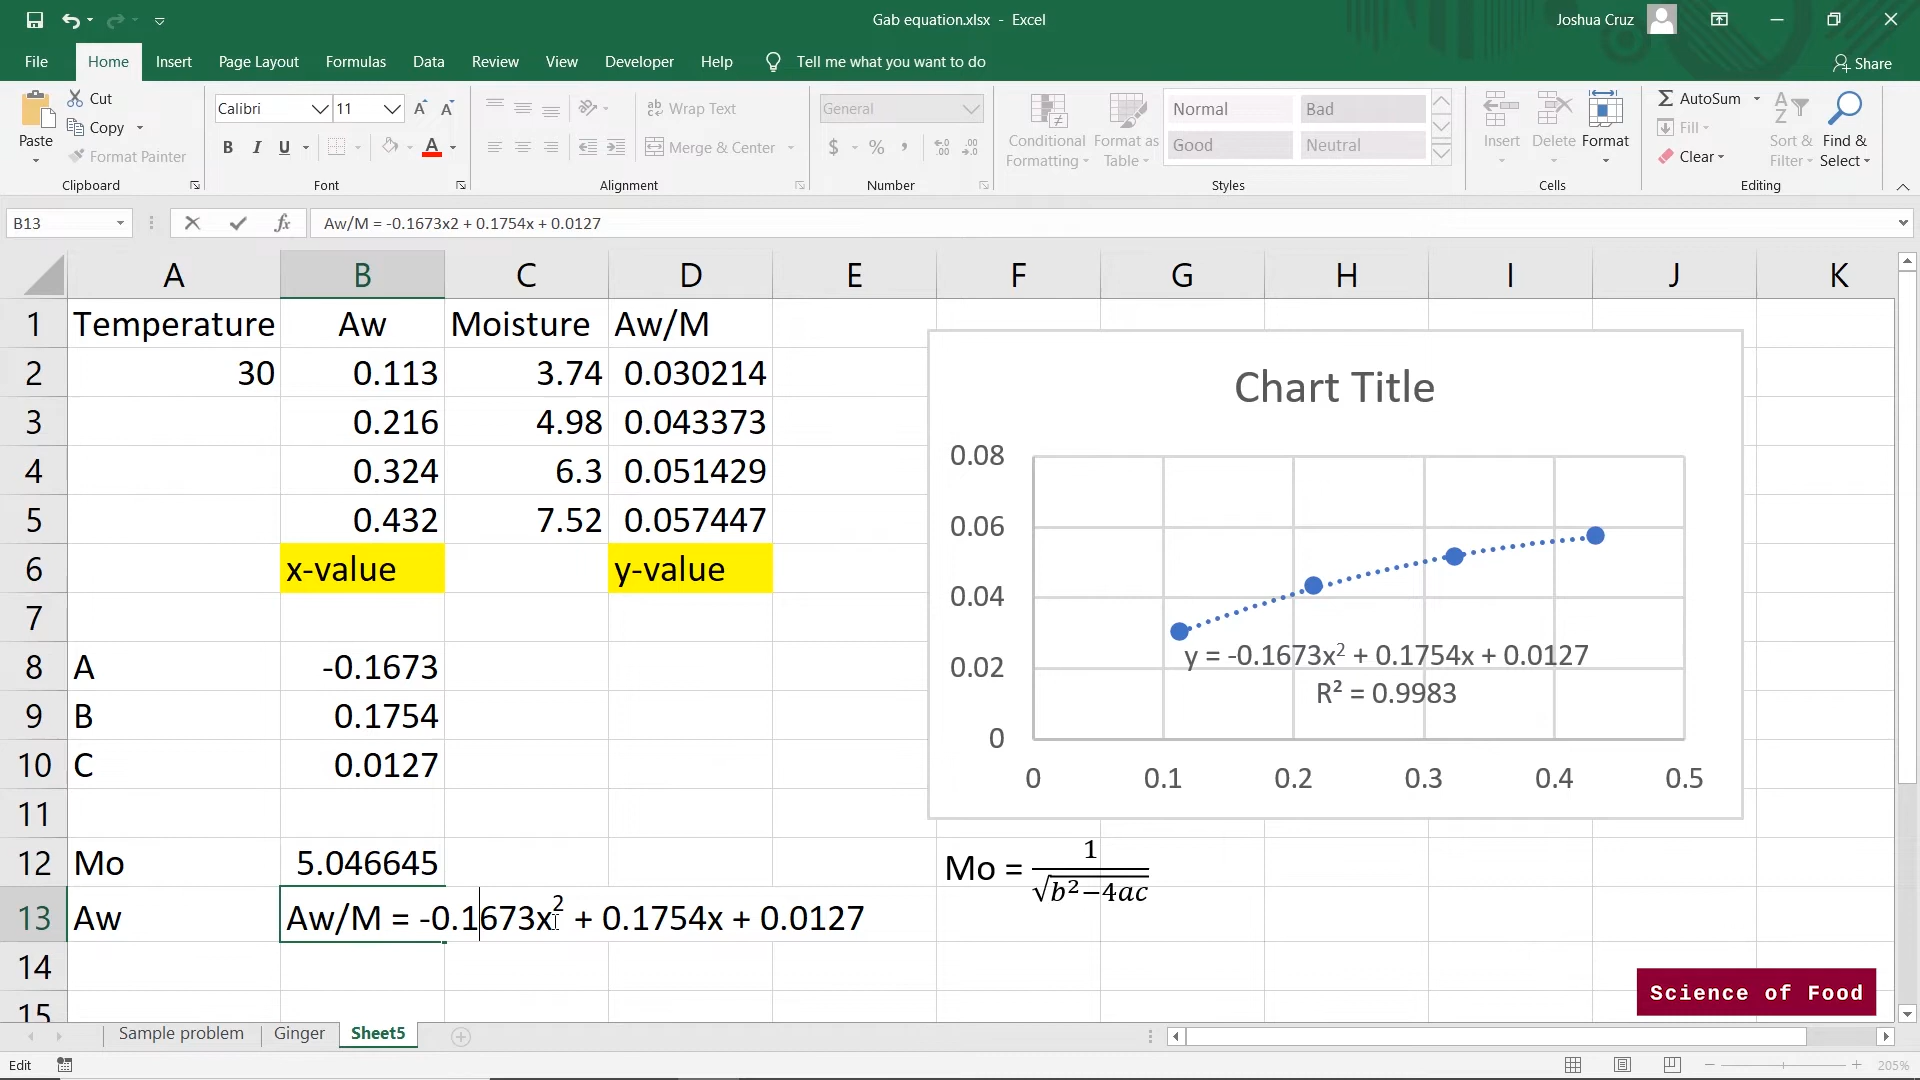 Gab equation.xlsx - Excel
Joshua Cruz
File Home Insert Page Layout Formulas Data Review View Developer Help Tell me what you want to do
Share
Paste
Cut
Copy
Format Painter
Clipboard
Calibri 11 A A
B I U A
Font
ab Wrap Text
Merge & Center
Alignment
General
$ % ,
Number
Conditional Formatting
Format as Table
Normal Bad
Good Neutral
Styles
Insert Delete Format
Cells
Σ AutoSum
Fill
Clear
Sort & Filter
Find & Select
Editing
B13 fx Aw/M = -0.1673x2 + 0.1754x + 0.0127
A B C D E F G H I J K
1 Temperature Aw Moisture Aw/M
2 30 0.113 3.74 0.030214
3 0.216 4.98 0.043373
4 0.324 6.3 0.051429
5 0.432 7.52 0.057447
6 x-value y-value
7
8 A -0.1673
9 B 0.1754
10 C 0.0127
11
12 Mo 5.046645
13 Aw Aw/M = -0.1673x² + 0.1754x + 0.0127
14
15
Chart Title
0.08
0.06
0.04
0.02
0
y = -0.1673x² + 0.1754x + 0.0127
R² = 0.9983
0 0.1 0.2 0.3 0.4 0.5
Mo = 1/√b²−4ac
Science of Food
Sample problem Ginger Sheet5
Edit
205%